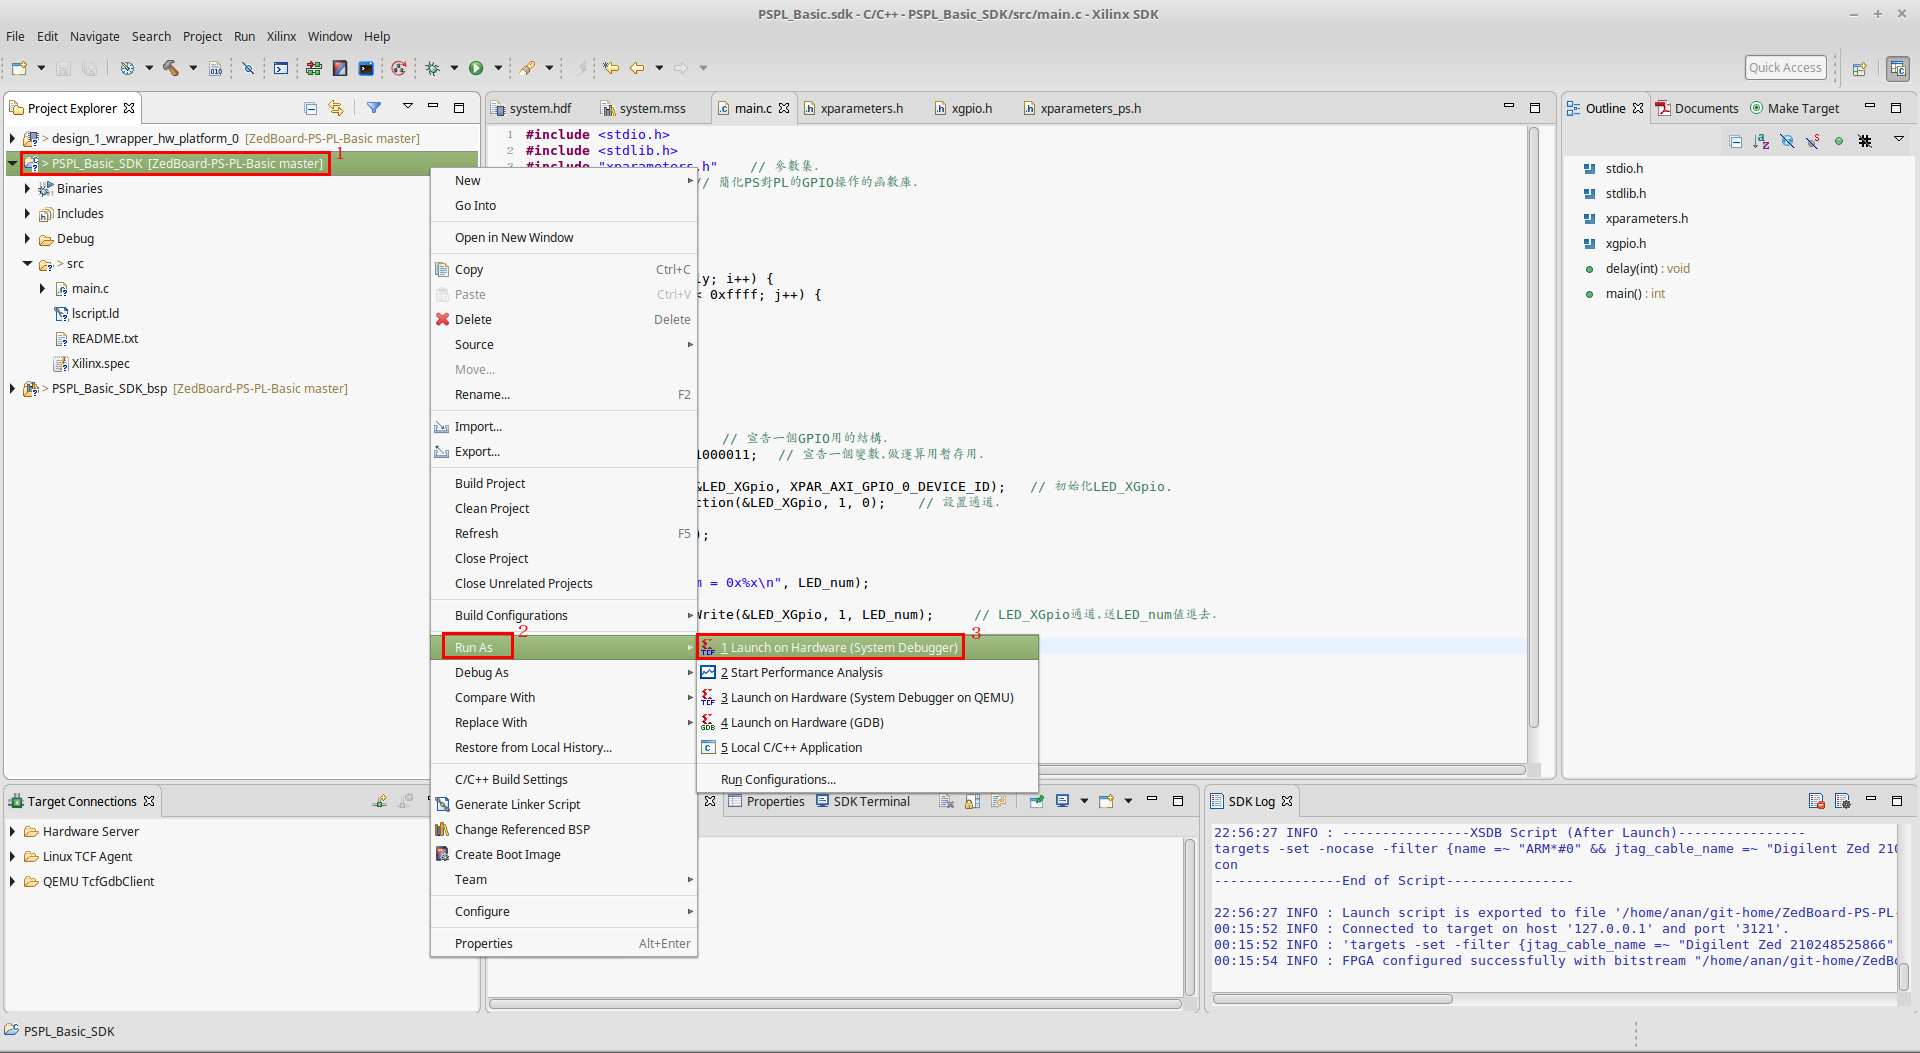 PSPL_Basic.sdk - C/C++ - PSPL_Basic_SDK/src/main.c - Xilinx SDK
File Edit Navigate Search Project Run Xilinx Window Help
Quick Access
Project Explorer
> design_1_wrapper_hw_platform_0 [ZedBoard-PS-PL-Basic master]
> PSPL_Basic_SDK [ZedBoard-PS-PL-Basic master] 1
Binaries
Includes
Debug
> src
main.c
lscript.ld
README.txt
Xilinx.spec
> PSPL_Basic_SDK_bsp [ZedBoard-PS-PL-Basic master]
system.hdf system.mss main.c xparameters.h xgpio.h xparameters_ps.h
1 #include <stdio.h>
2 #include <stdlib.h>
3 #include "xparameters.h" // 參數集.
// 簡化PS對PL的GPIO操作的函數庫.
ly; i++) {
< 0xffff; j++) {
// 宣告一個GPIO用的結構.
1000011; // 宣告一個變數,做運算用暫存用.
&LED_XGpio, XPAR_AXI_GPIO_0_DEVICE_ID); // 初始化LED_XGpio.
ction(&LED_XGpio, 1, 0); // 設置通道.
);
m = 0x%x\n", LED_num);
Write(&LED_XGpio, 1, LED_num); // LED_XGpio通道,送LED_num值進去.
New
Go Into
Open in New Window
Copy Ctrl+C
Paste Ctrl+V
Delete Delete
Source
Move...
Rename... F2
Import...
Export...
Build Project
Clean Project
Refresh F5
Close Project
Close Unrelated Projects
Build Configurations
Run As 2
Debug As
Compare With
Replace With
Restore from Local History...
C/C++ Build Settings
Generate Linker Script
Change Referenced BSP
Create Boot Image
Team
Configure
Properties Alt+Enter
1 Launch on Hardware (System Debugger) 3
2 Start Performance Analysis
3 Launch on Hardware (System Debugger on QEMU)
4 Launch on Hardware (GDB)
5 Local C/C++ Application
Run Configurations...
Outline Documents Make Target
stdio.h
stdlib.h
xparameters.h
xgpio.h
delay(int) : void
main() : int
Target Connections
Hardware Server
Linux TCF Agent
QEMU TcfGdbClient
Properties SDK Terminal
SDK Log
22:56:27 INFO : ----------------XSDB Script (After Launch)----------------
targets -set -nocase -filter {name =~ "ARM*#0" && jtag_cable_name =~ "Digilent Zed 210
con
----------------End of Script----------------
22:56:27 INFO : Launch script is exported to file '/home/anan/git-home/ZedBoard-PS-PL-
00:15:52 INFO : Connected to target on host '127.0.0.1' and port '3121'.
00:15:52 INFO : 'targets -set -filter {jtag_cable_name =~ "Digilent Zed 210248525866"
00:15:54 INFO : FPGA configured successfully with bitstream "/home/anan/git-home/ZedBo
PSPL_Basic_SDK